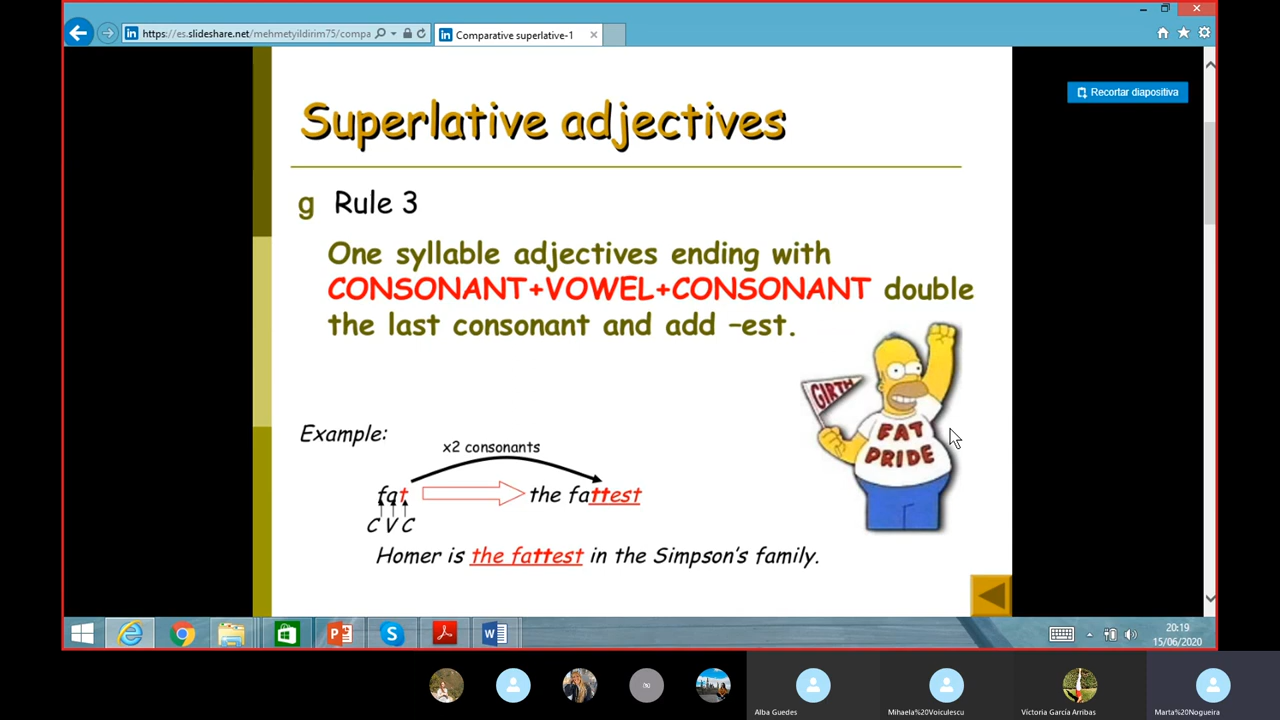 https://es.slideshare.net/mehmetyildirim75/compa
Comparative superlative-1
Recortar diapositiva
Superlative adjectives
g Rule 3
One syllable adjectives ending with
CONSONANT+VOWEL+CONSONANT double
the last consonant and add –est.
GIRTH
FAT
PRIDE
Example:
x2 consonants
fat the fattest
C V C
Homer is the fattest in the Simpson's family.
20:19
15/06/2020
Alba Guedes
Mihaela%20Voiculescu
Víctoria García Arribas
Marta%20Nogueira